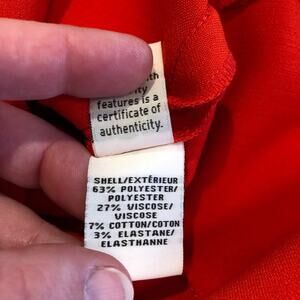 features is a
certificate of
authenticity.
SHELL/EXTÉRIEUR
63% POLYESTER/
POLYESTER
27% VISCOSE/
VISCOSE
7% COTTON/COTON
3% ELASTANE/
ELASTHANNE